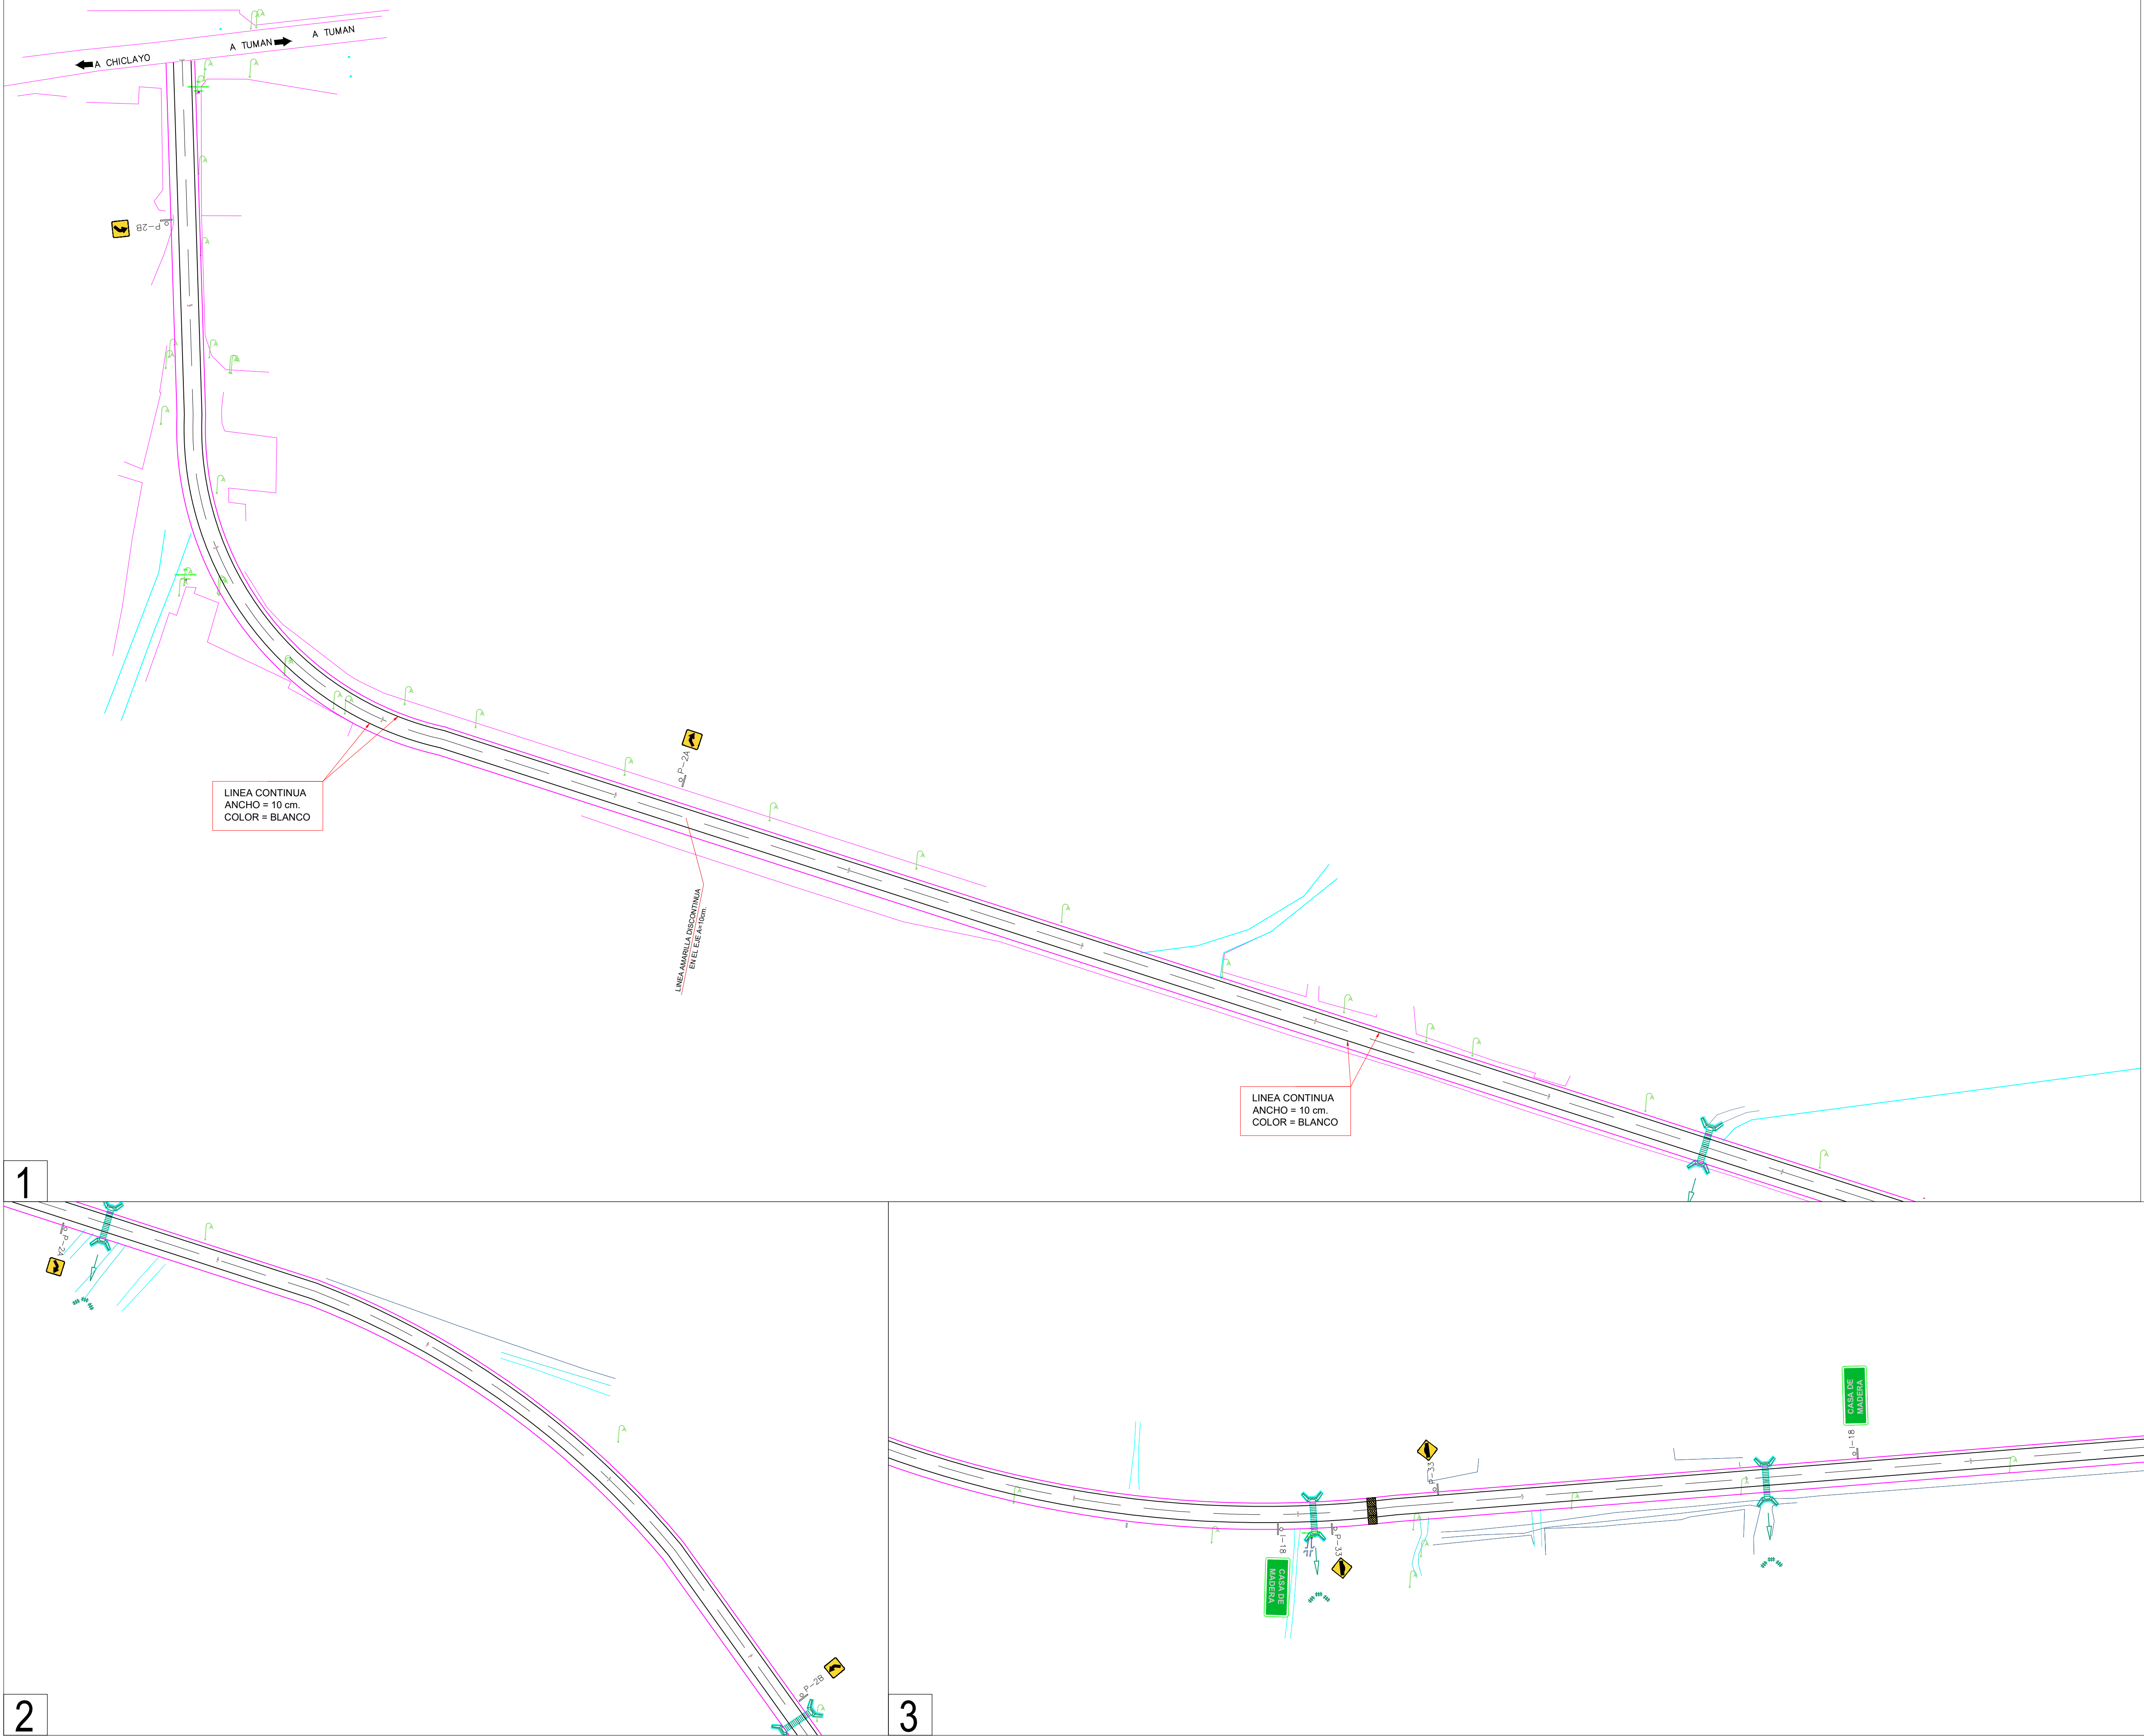 A CHICLAYO
A TUMAN
A TUMAN
P-2B
P-2A
LINEA CONTINUA
ANCHO = 10 cm.
COLOR = BLANCO
LINEA AMARILLA DISCONTINUA
EN EL EJE A=10cm.
LINEA CONTINUA
ANCHO = 10 cm.
COLOR = BLANCO
1
P-2A
P-2B
2
CASA DE
MADERA
I-18
P-33
I-18
P-33
CASA DE
MADERA
3